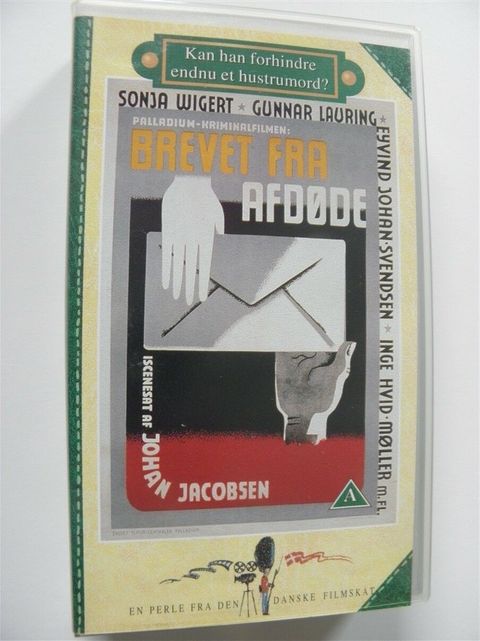 Kan han forhindre
endnu et hustrumord?
SONJA WIGERT ★ GUNNAR LAURING ★
EYVIND JOHAN-SVENDSEN ★ INGE HVID-MØLLER M.FL.
PALLADIUM-KRIMINALFILMEN:
BREVET FRA
AFDØDE
ISCENESAT AF
JOHAN
JACOBSEN
A
EN PERLE FRA DEN DANSKE FILMSKAT